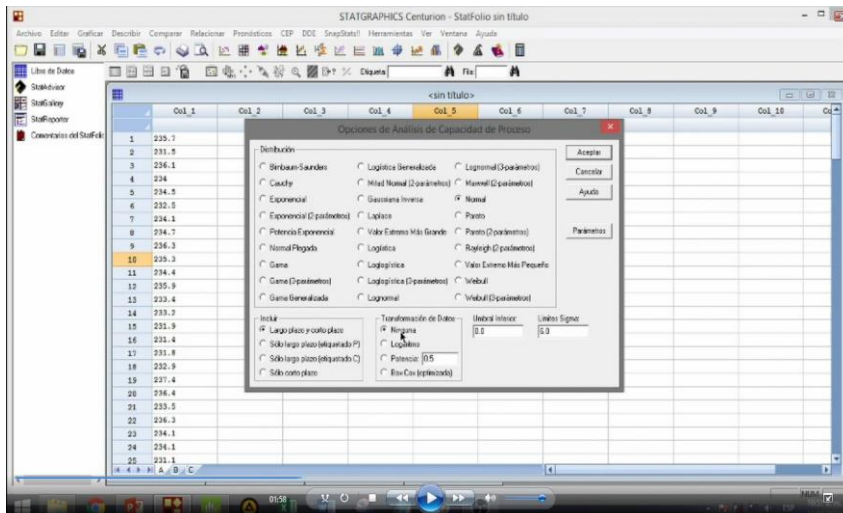 STATGRAPHICS Centurion - StatFolio sin título
Archivo Editar Graficar Describir Comparar Relacionar Pronósticos CEP DOE SnapStats!! Herramientas Ver Ventana Ayuda
Libro de Datos
StatAdvisor
StatGallery
StatReporter
Comentarios del StatFolio
Etiqueta
Fila
<sin título>
Col_1 Col_2 Col_3 Col_4 Col_5 Col_6 Col_7 Col_8 Col_9 Col_10
1 235.7
2 231.5
3 236.1
4 234
5 234.5
6 232.5
7 234.1
8 234.7
9 236.3
10 235.3
11 234.4
12 235.9
13 233.4
14 233.2
15 231.9
16 231.4
17 231.8
18 232.9
19 237.4
20 236.4
21 233.5
22 236.3
23 234.1
24 234.1
25 231.1
A B C
Opciones de Análisis de Capacidad de Proceso
Distribución
Birnbaum-Saunders Logística Generalizada Lognormal (3-parámetros)
Cauchy Mitad Normal (2-parámetros) Maxwell (2-parámetros)
Exponencial Gaussiana Inversa Normal
Exponencial (2-parámetros) Laplace Pareto
Potencia Exponencial Valor Extremo Más Grande Pareto (2-parámetros)
Normal Plegada Logística Rayleigh (2-parámetros)
Gama Loglogística Valor Extremo Más Pequeño
Gama (3-parámetros) Loglogística (3-parámetros) Weibull
Gama Generalizada Lognormal Weibull (3-parámetros)
Aceptar
Cancelar
Ayuda
Parámetros
Incluir
Largo plazo y corto plazo
Sólo largo plazo (etiquetado P)
Sólo largo plazo (etiquetado C)
Sólo corto plazo
Transformación de Datos
Ninguna
Logaritmo
Potencia: 0.5
Box-Cox (optimizada)
Umbral Inferior:
0.0
Límites Sigma:
6.0
01:58
NUM